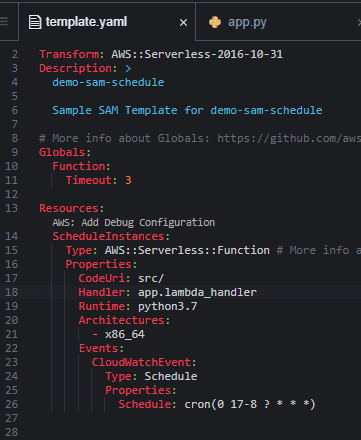 template.yaml
app.py
2 Transform: AWS::Serverless-2016-10-31
3 Description: >
4 demo-sam-schedule
5
6 Sample SAM Template for demo-sam-schedule
7
8 # More info about Globals: https://github.com/aws
9 Globals:
10 Function:
11 Timeout: 3
12
13 Resources:
AWS: Add Debug Configuration
14 ScheduleInstances:
15 Type: AWS::Serverless::Function # More info a
16 Properties:
17 CodeUri: src/
18 Handler: app.lambda_handler
19 Runtime: python3.7
20 Architectures:
21 - x86_64
22 Events:
23 CloudWatchEvent:
24 Type: Schedule
25 Properties:
26 Schedule: cron(0 17-8 ? * * *)
27
28